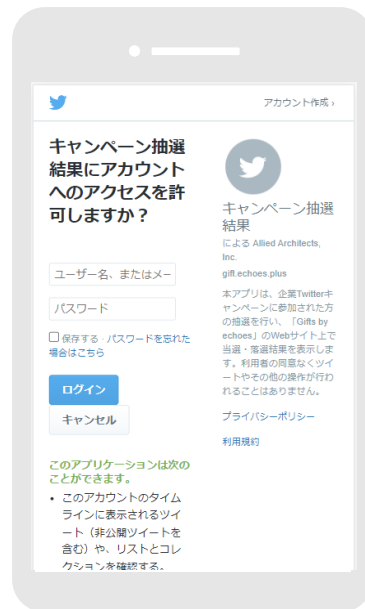 アカウント作成 ›
キャンペーン抽選
結果にアカウント
へのアクセスを許
可しますか？
ユーザー名、またはメー
パスワード
保存する · パスワードを忘れた
場合はこちら
ログイン
キャンセル
このアプリケーションは次の
ことができます。
• このアカウントのタイム
ラインに表示されるツイ
ート（非公開ツイートを
含む）や、リストとコレ
クションを確認する。
キャンペーン抽選
結果
による Allied Architects,
Inc.
gift.echoes.plus
本アプリは、企業Twitterキ
ャンペーンに参加された方
の抽選を行い、「Gifts by
echoes」のWebサイト上で
当選・落選結果を表示しま
す。利用者の同意なくツイ
ートやその他の操作が行わ
れることはありません。
プライバシーポリシー
利用規約